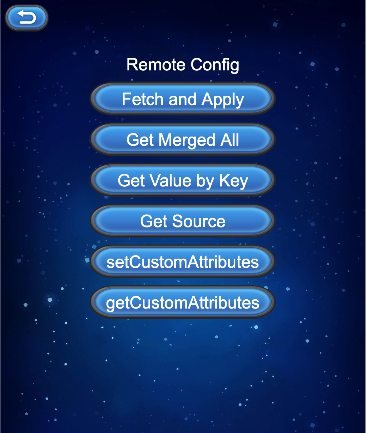 Remote Config
Fetch and Apply
Get Merged All
Get Value by Key
Get Source
setCustomAttributes
getCustomAttributes